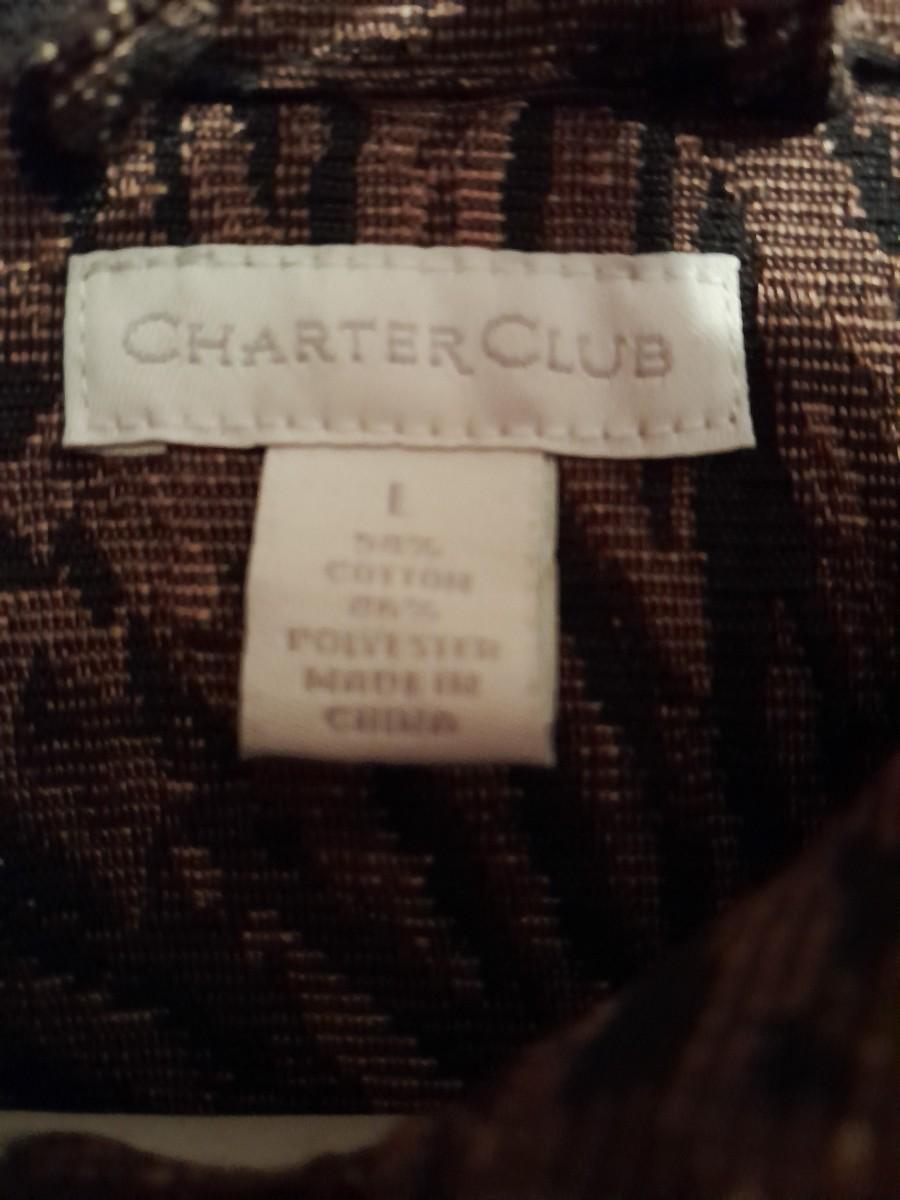 CHARTER CLUB
L
COTTON
POLYESTER
MADE IN
CHINA